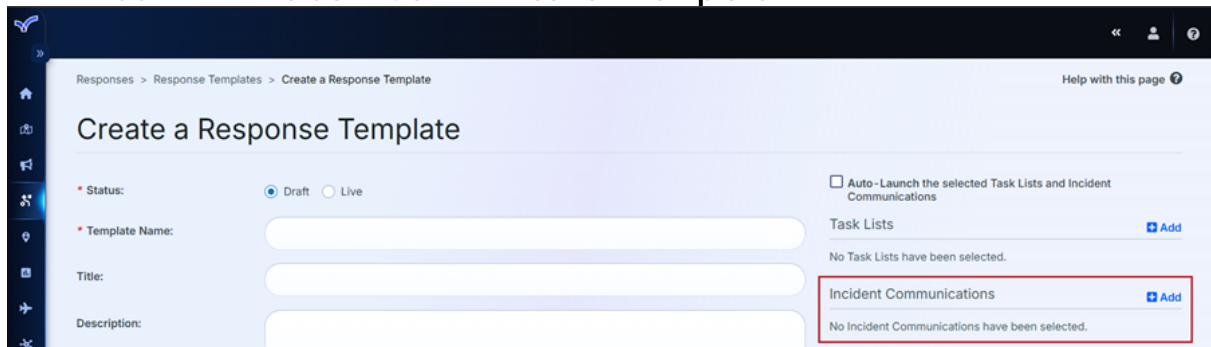 Responses > Response Templates > Create a Response Template
Help with this page
Create a Response Template
* Status:
Draft
Live
* Template Name:
Title:
Description:
Auto-Launch the selected Task Lists and Incident
Communications
Task Lists
Add
No Task Lists have been selected.
Incident Communications
Add
No Incident Communications have been selected.